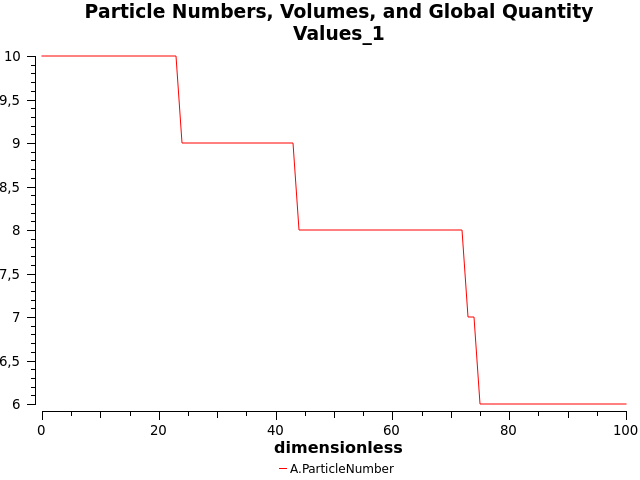 Particle Numbers, Volumes, and Global Quantity
Values_1
10
9,5
9
8,5
8
7,5
7
6,5
6
0 20 40 60 80 100
dimensionless
A.ParticleNumber